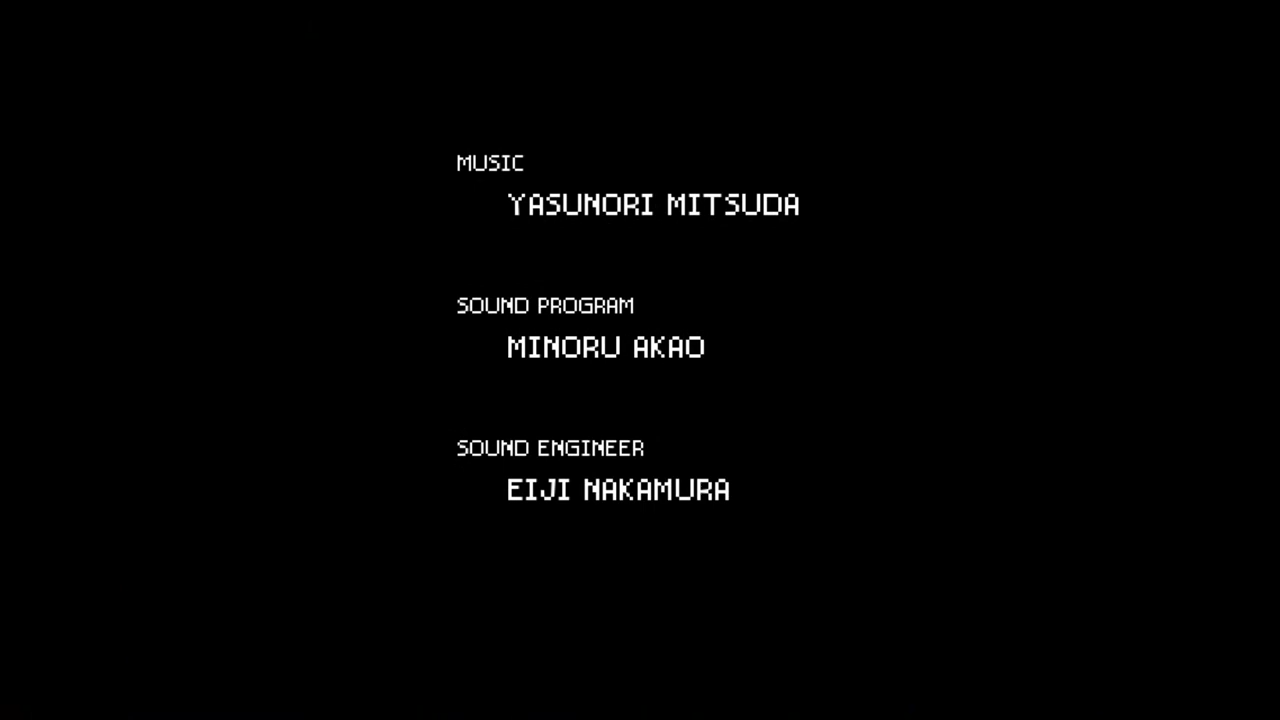 MUSIC
YASUNORI MITSUDA
SOUND PROGRAM
MINORU AKAO
SOUND ENGINEER
EIJI NAKAMURA